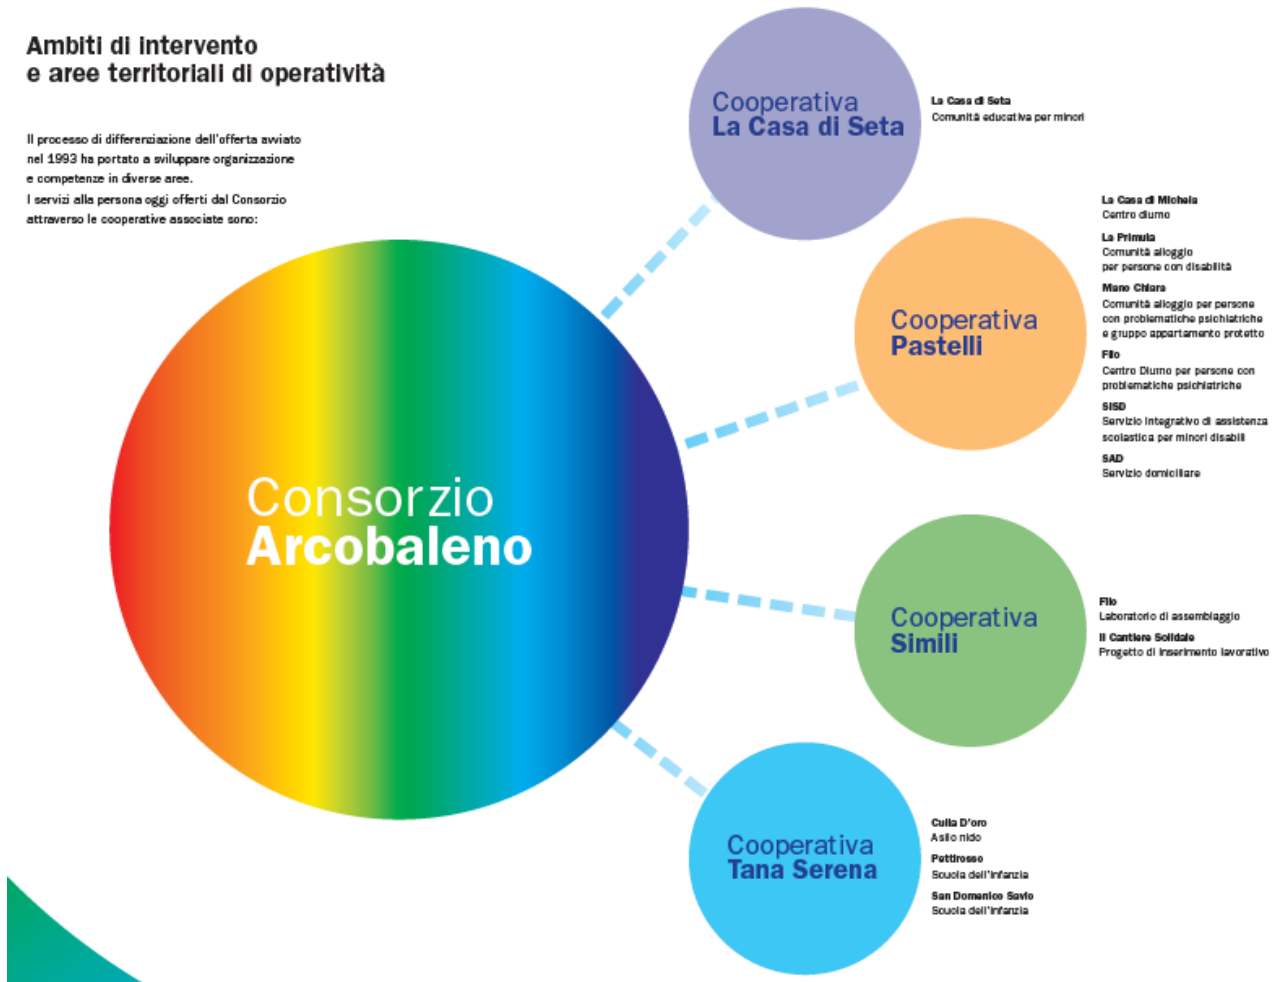 Ambiti di intervento
e aree territoriali di operatività
Il processo di differenziazione dell'offerta avviato
nel 1993 ha portato a sviluppare organizzazione
e competenze in diverse aree.
I servizi alla persona oggi offerti dal Consorzio
attraverso le cooperative associate sono:
Consorzio
Arcobaleno
Cooperativa
La Casa di Seta
La Casa di Seta
Comunità educativa per minori
Cooperativa
Pastelli
La Casa di Michela
Centro diurno
La Primula
Comunità alloggio
per persone con disabilità
Mano Chiara
Comunità alloggio per persone
con problematiche psichiatriche
e gruppo appartamento protetto
Filo
Centro Diurno per persone con
problematiche psichiatriche
SISD
Servizio integrativo di assistenza
scolastica per minori disabili
SAD
Servizio domiciliare
Cooperativa
Simili
Filo
Laboratorio di assemblaggio
Il Cantiere Solidale
Progetto di inserimento lavorativo
Cooperativa
Tana Serena
Culla D'oro
Asilo nido
Pettirosso
Scuola dell'infanzia
San Domenico Savio
Scuola dell'infanzia